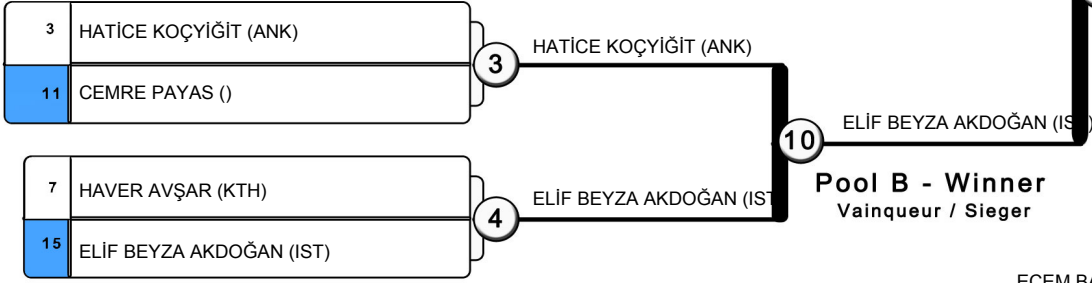 3 HATİCE KOÇYİĞİT (ANK)
11 CEMRE PAYAS ()
3
HATİCE KOÇYİĞİT (ANK)
7 HAVER AVŞAR (KTH)
15 ELİF BEYZA AKDOĞAN (IST)
4
ELİF BEYZA AKDOĞAN (IST
10
ELİF BEYZA AKDOĞAN (IS
Pool B - Winner
Vainqueur / Sieger
ECEM